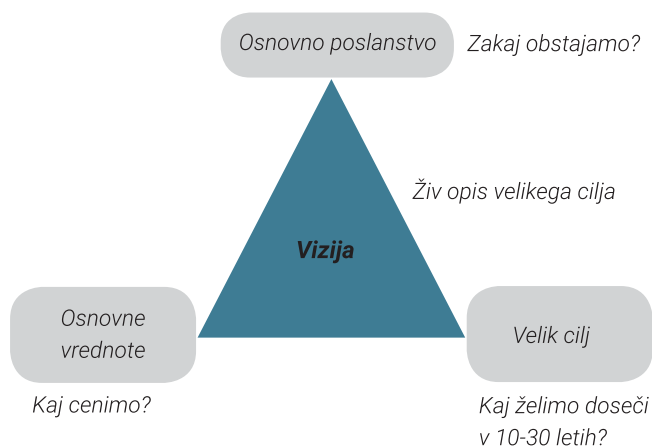 Osnovno poslanstvo
Zakaj obstajamo?
Živ opis velikega cilja
Vizija
Osnovne
vrednote
Velik cilj
Kaj cenimo?
Kaj želimo doseči
v 10-30 letih?